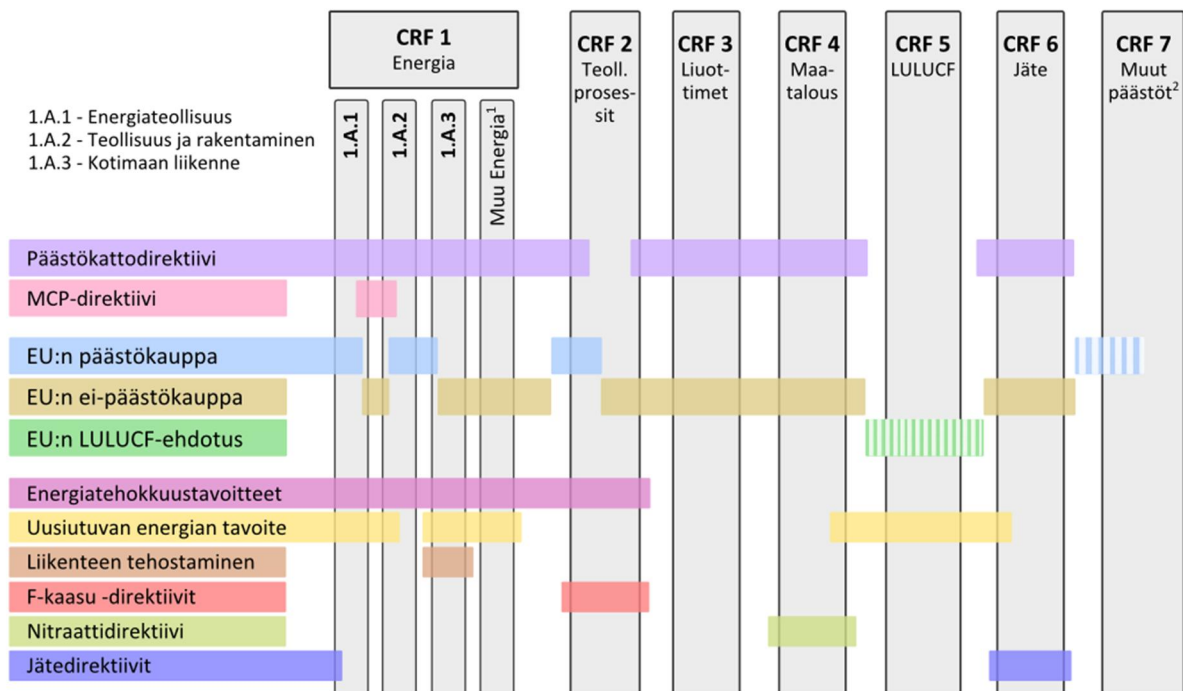 CRF 1
Energia
CRF 2
Teoll.
proses-
sit
CRF 3
Liuot-
timet
CRF 4
Maa-
talous
CRF 5
LULUCF
CRF 6
Jäte
CRF 7
Muut
päästöt²
1.A.1 - Energiateollisuus
1.A.2 - Teollisuus ja rakentaminen
1.A.3 - Kotimaan liikenne
1.A.1
1.A.2
1.A.3
Muu Energia¹
Päästökattodirektiivi
MCP-direktiivi
EU:n päästökauppa
EU:n ei-päästökauppa
EU:n LULUCF-ehdotus
Energiatehokkuustavoitteet
Uusiutuvan energian tavoite
Liikenteen tehostaminen
F-kaasu -direktiivit
Nitraattidirektiivi
Jätedirektiivit